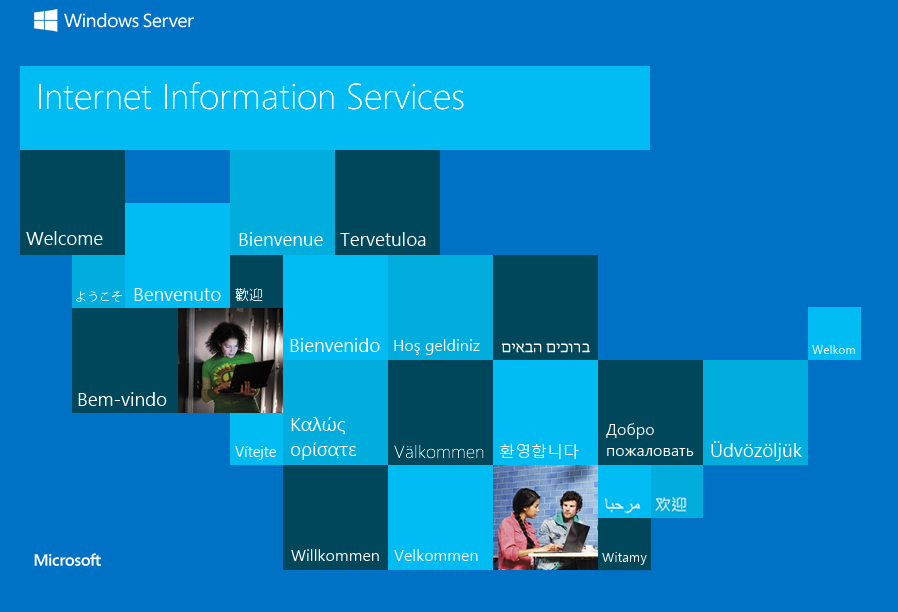 Windows Server
Internet Information Services
Welcome
Bienvenue
Tervetuloa
ようこそ
Benvenuto
歡迎
Bienvenido
Hoş geldiniz
ברוכים הבאים
Welkom
Bem-vindo
Vítejte
Καλώς
ορίσατε
Välkommen
환영합니다
Добро
пожаловать
Üdvözöljük
Willkommen
Velkommen
مرحبا
欢迎
Witamy
Microsoft